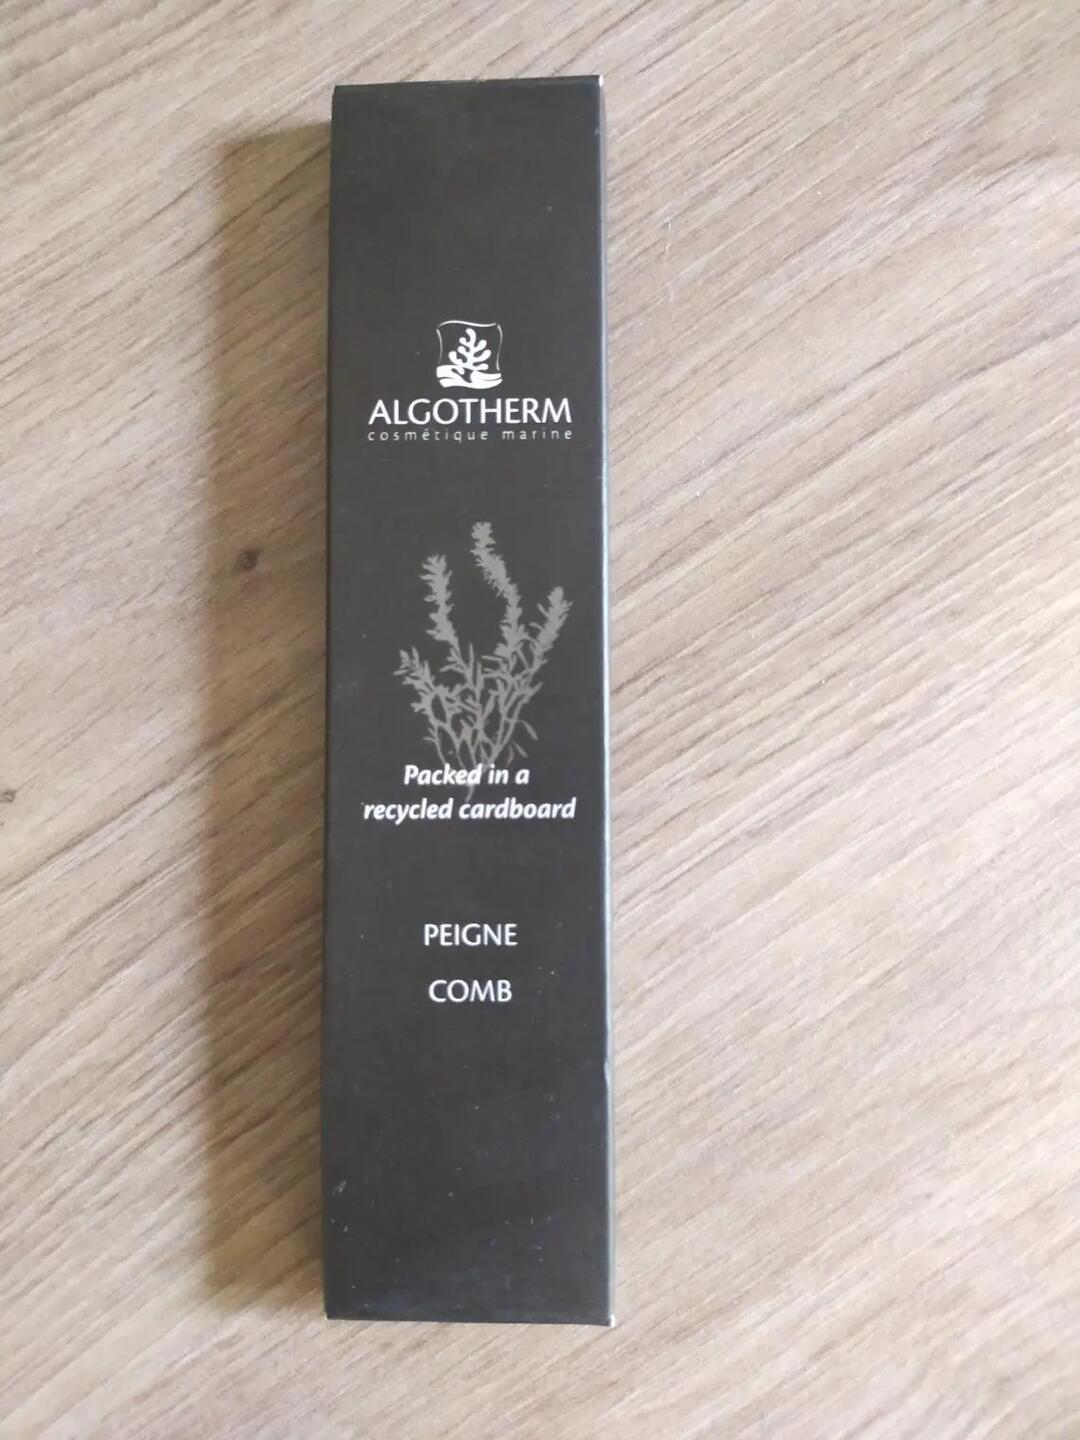 ALGOTHERM
cosmétique marine
Packed in a
recycled cardboard
PEIGNE
COMB